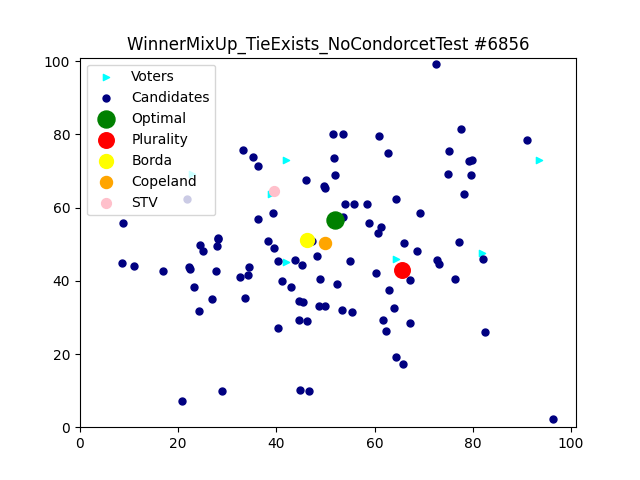 WinnerMixUp_TieExists_NoCondorcetTest #6856
100
80
60
40
20
0
Voters
Candidates
Optimal
Plurality
Borda
Copeland
STV
0 20 40 60 80 100